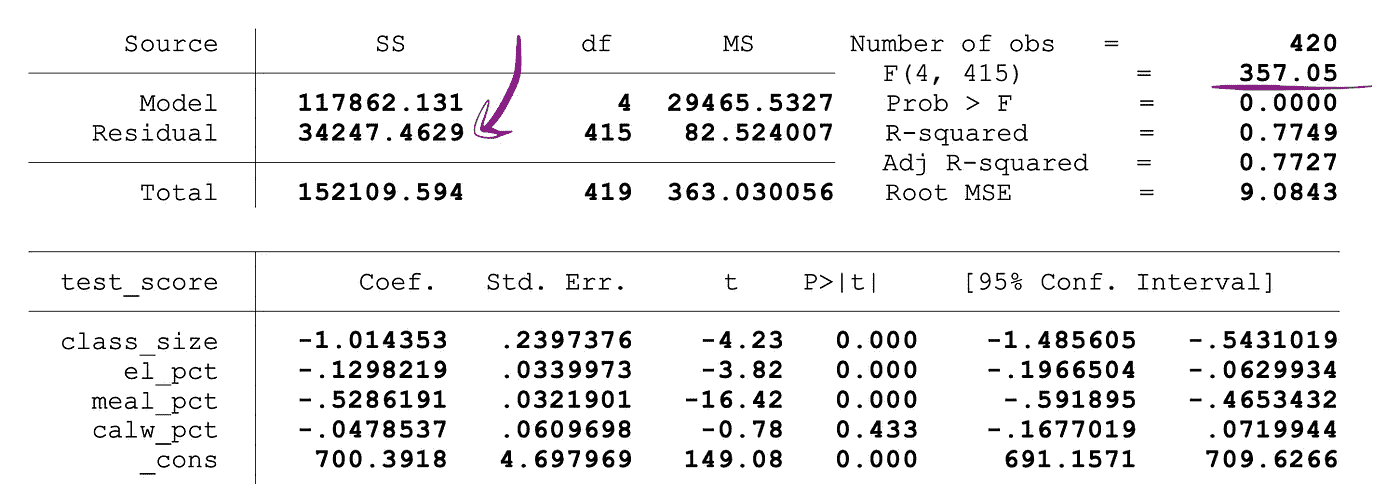 Source SS df MS Number of obs = 420
F(4, 415) = 357.05
Model 117862.131 4 29465.5327 Prob > F = 0.0000
Residual 34247.4629 415 82.524007 R-squared = 0.7749
Adj R-squared = 0.7727
Total 152109.594 419 363.030056 Root MSE = 9.0843
test_score Coef. Std. Err. t P>|t| [95% Conf. Interval]
class_size -1.014353 .2397376 -4.23 0.000 -1.485605 -.5431019
el_pct -.1298219 .0339973 -3.82 0.000 -.1966504 -.0629934
meal_pct -.5286191 .0321901 -16.42 0.000 -.591895 -.4653432
calw_pct -.0478537 .0609698 -0.78 0.433 -.1677019 .0719944
_cons 700.3918 4.697969 149.08 0.000 691.1571 709.6266